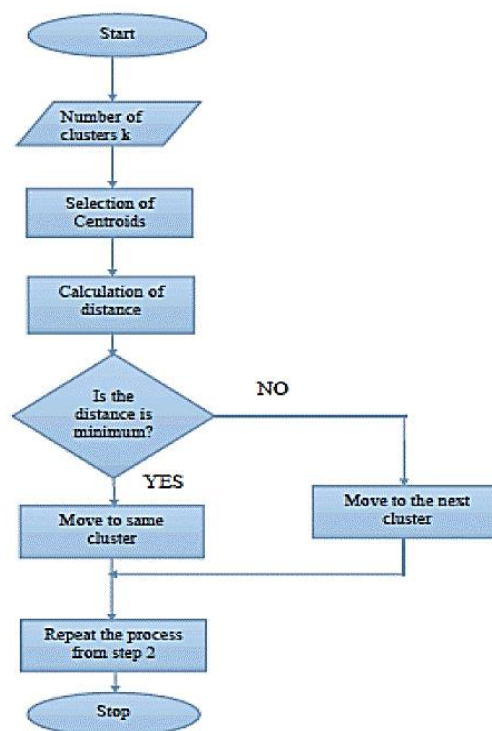 Start
Number of
clusters k
Selection of
Centroids
Calculation of
distance
Is the
distance is
minimum?
NO
YES
Move to same
cluster
Move to the next
cluster
Repeat the process
from step 2
Stop